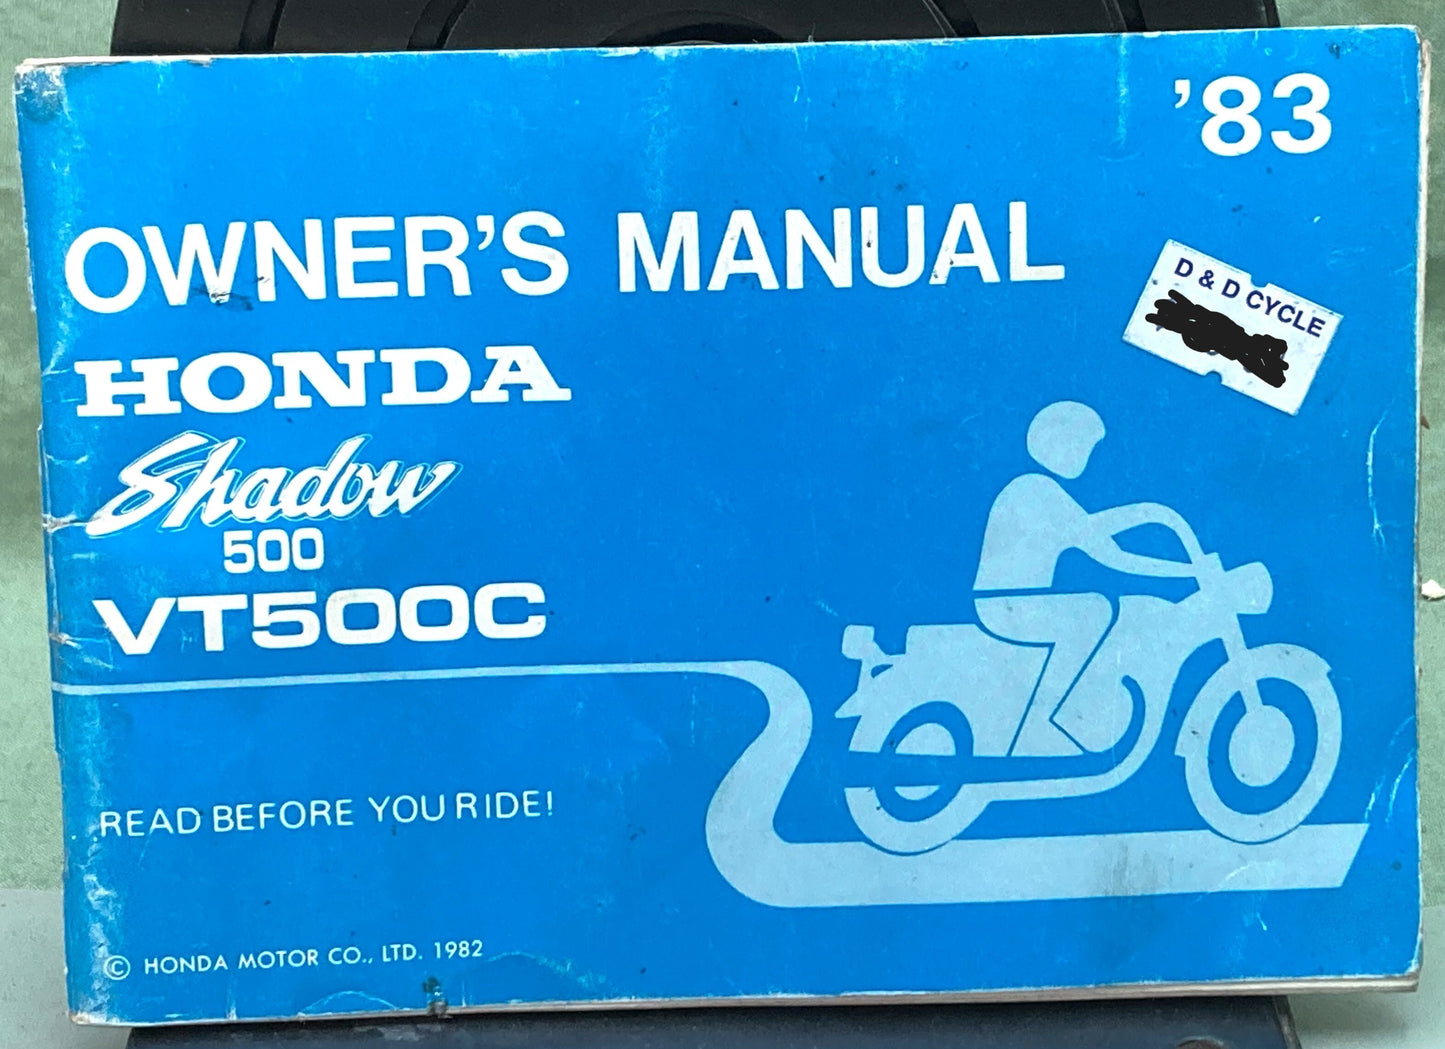 '83
OWNER'S MANUAL
D & D CYCLE
HONDA
Shadow
500
VT500C
READ BEFORE YOU RIDE!
© HONDA MOTOR CO., LTD. 1982